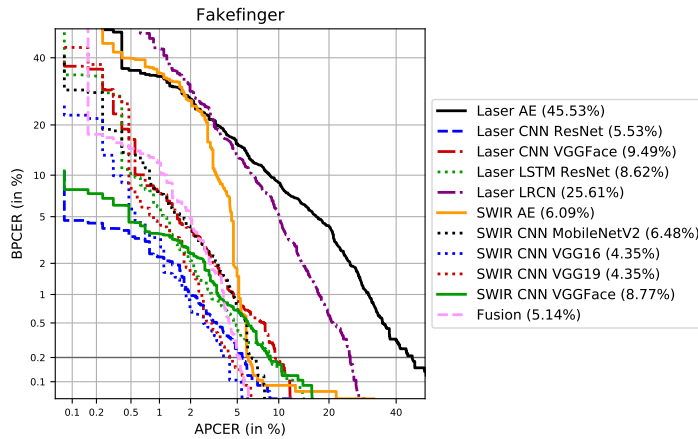 Fakefinger
BPCER (in %)
40
20
10
5
2
1
0.5
0.2
0.1
0.1 0.2 0.5 1 2 5 10 20 40
APCER (in %)
Laser AE (45.53%)
Laser CNN ResNet (5.53%)
Laser CNN VGGFace (9.49%)
Laser LSTM ResNet (8.62%)
Laser LRCN (25.61%)
SWIR AE (6.09%)
SWIR CNN MobileNetV2 (6.48%)
SWIR CNN VGG16 (4.35%)
SWIR CNN VGG19 (4.35%)
SWIR CNN VGGFace (8.77%)
Fusion (5.14%)